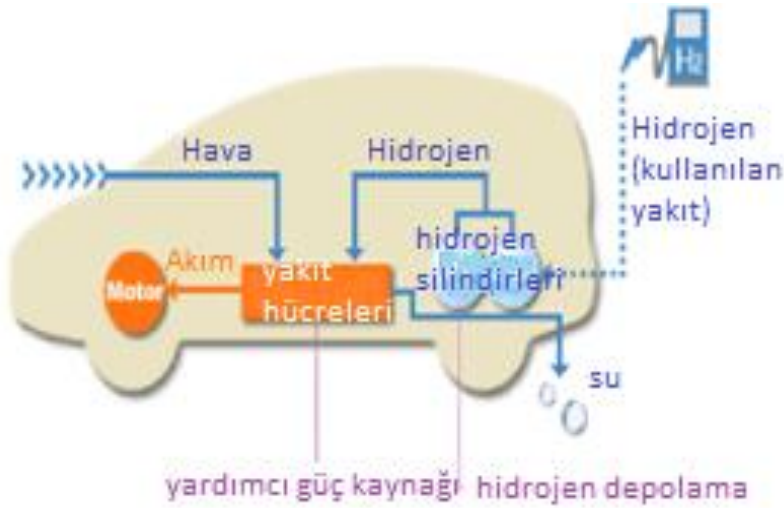 H2
Hava
Hidrojen
Hidrojen
(kullanılan
yakıt)
hidrojen
silindirleri
Akım
Motor
yakıt
hücreleri
su
yardımcı güç kaynağı
hidrojen depolama